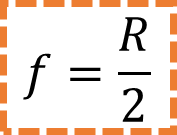 f = R/2